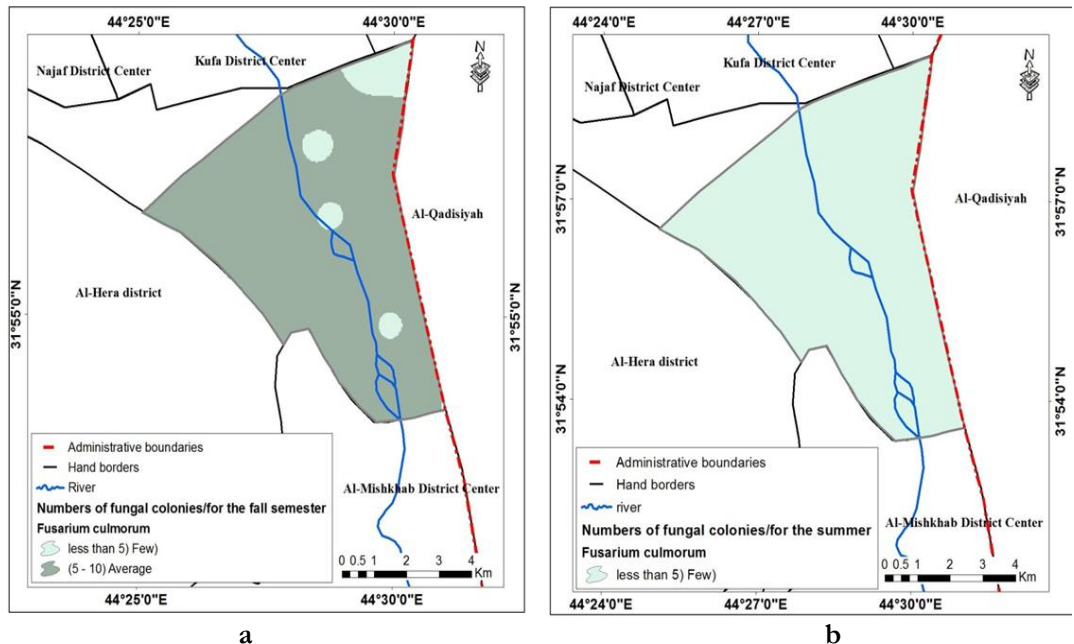 44°25'0"E
44°30'0"E
N
Najaf District Center
Kufa District Center
Al-Qadisiyah
Al-Hera district
31°55'0"N
31°55'0"N
Administrative boundaries
Hand borders
River
Numbers of fungal colonies/for the fall semester
Fusarium culmorum
less than 5) Few)
(5 - 10) Average
Al-Mishkhab District Center
0 0.5 1 2 3 4
Km
44°25'0"E
44°30'0"E
a
44°24'0"E
44°27'0"E
44°30'0"E
N
Kufa District Center
Najaf District Center
31°57'0"N
31°57'0"N
Al-Qadisiyah
Al-Hera district
31°54'0"N
31°54'0"N
Administrative boundaries
Hand borders
river
Numbers of fungal colonies/for the summer
Fusarium culmorum
less than 5) Few)
Al-Mishkhab District Center
0 0.5 1 2 3 4
Km
44°24'0"E
44°27'0"E
44°30'0"E
b